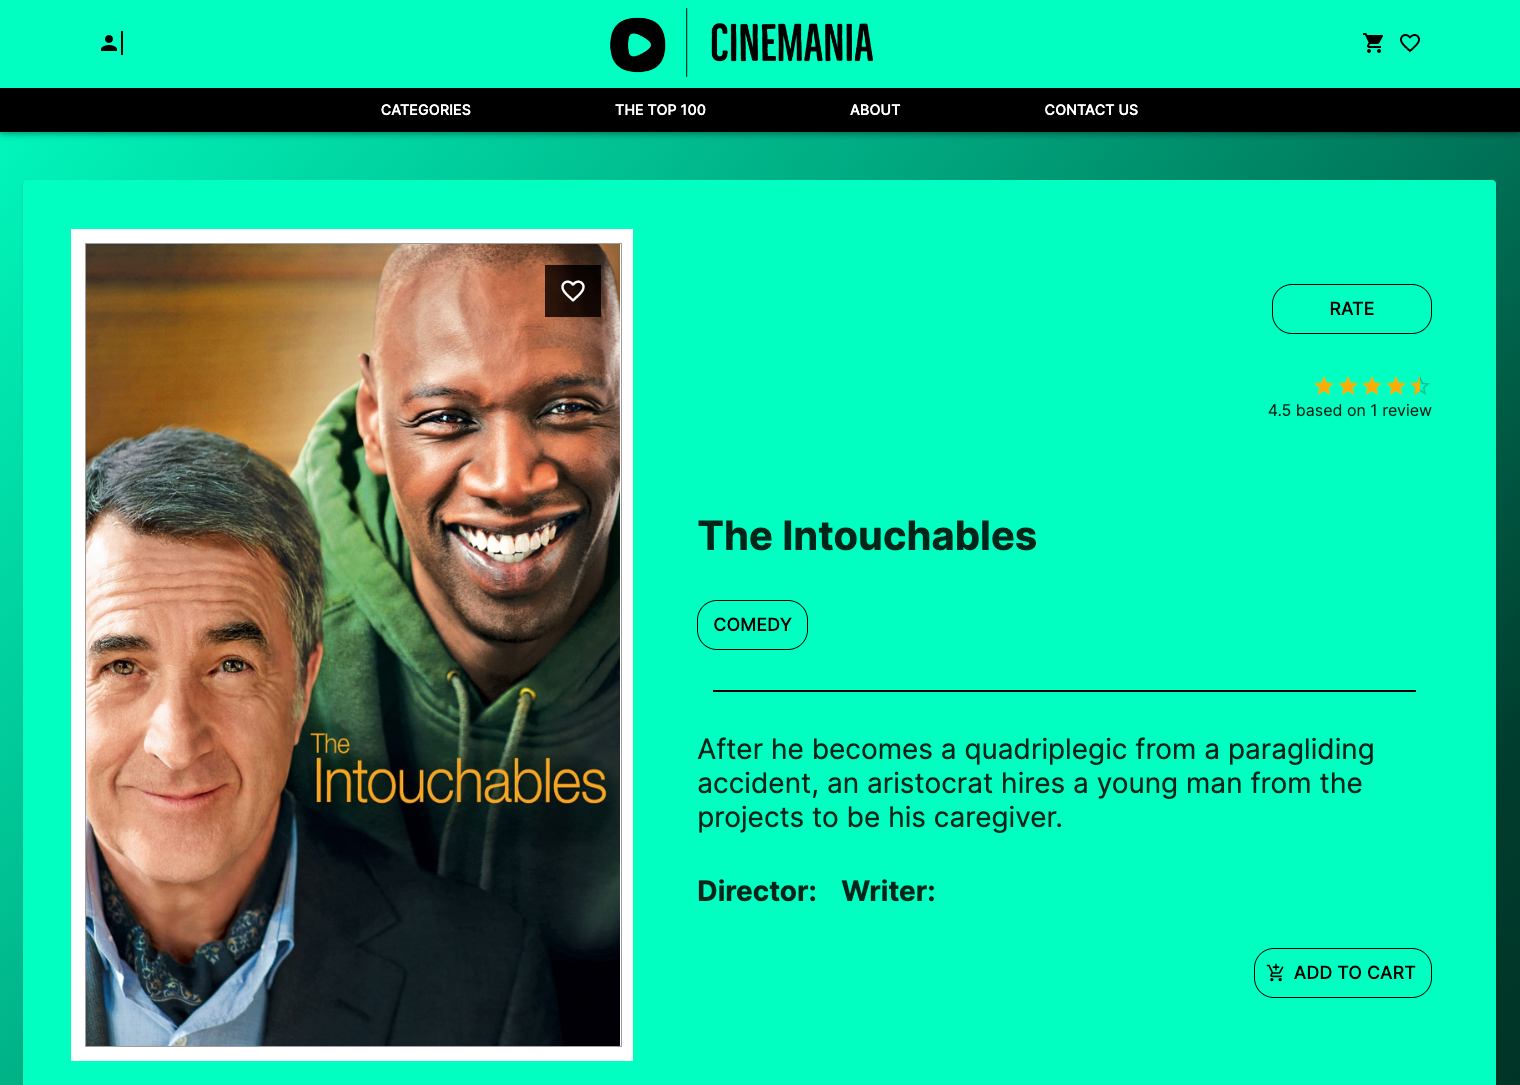 CINEMANIA
CATEGORIES
THE TOP 100
ABOUT
CONTACT US
RATE
4.5 based on 1 review
The Intouchables
COMEDY
The
Intouchables
After he becomes a quadriplegic from a paragliding
accident, an aristocrat hires a young man from the
projects to be his caregiver.
Director: Writer:
ADD TO CART